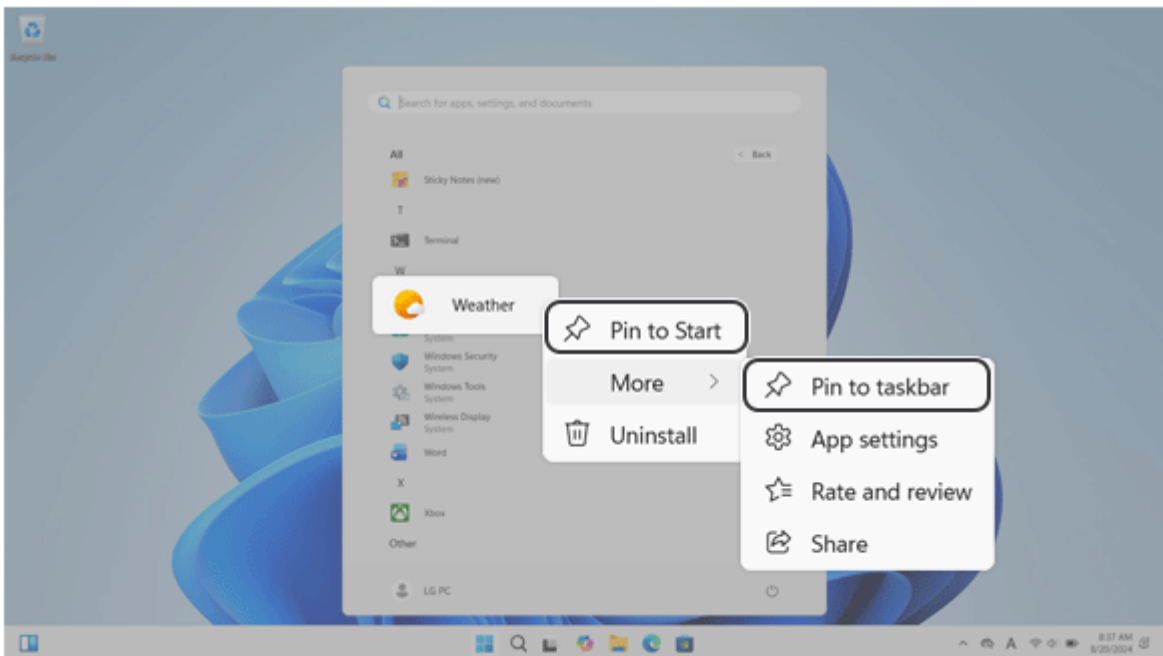 Recycle Bin
Search for apps, settings, and documents
All
Back
Sticky Notes (new)
T
Terminal
W
Weather
Pin to Start
System
Windows Security
System
More
Pin to taskbar
Windows Tools
System
Wireless Display
System
Uninstall
App settings
Word
X
Rate and review
Xbox
Other
Share
LG PC
A
8:37 AM
8/20/2024